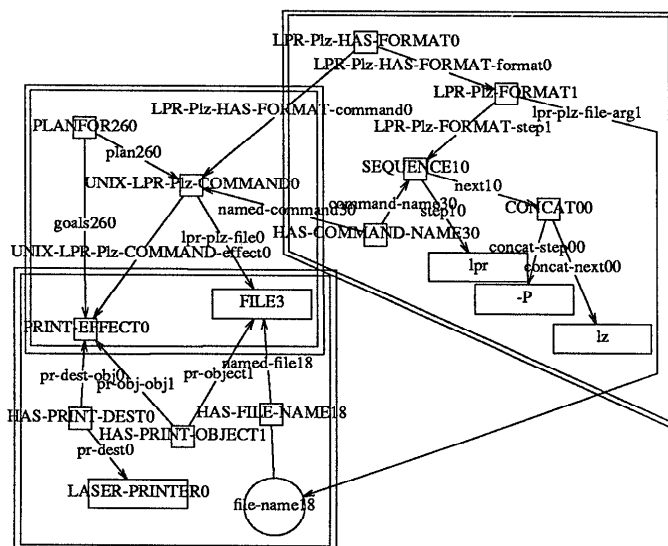 LPR-Plz-HAS-FORMAT0
LPR-Plz-HAS-FORMAT-format0
LPR-Plz-FORMAT1
LPR-Plz-HAS-FORMAT-command0
lpr-plz-file-arg1
PLANFOR260
LPR-Plz-FORMAT-step1
plan260
SEQUENCE10
UNIX-LPR-Plz-COMMAND0
next10
command-name30
named-command30
step10
CONCAT00
goals260
HAS-COMMAND-NAME30
lpr-plz-file0
UNIX-LPR-Plz-COMMAND-effect0
concat-step00
lpr
concat-next00
FILE3
-P
PRINT-EFFECT0
lz
named-file18
pr-dest-obj0
pr-obj-obj1
pr-object1
HAS-PRINT-DEST0
HAS-FILE-NAME18
HAS-PRINT-OBJECT1
pr-dest0
LASER-PRINTER0
file-name18